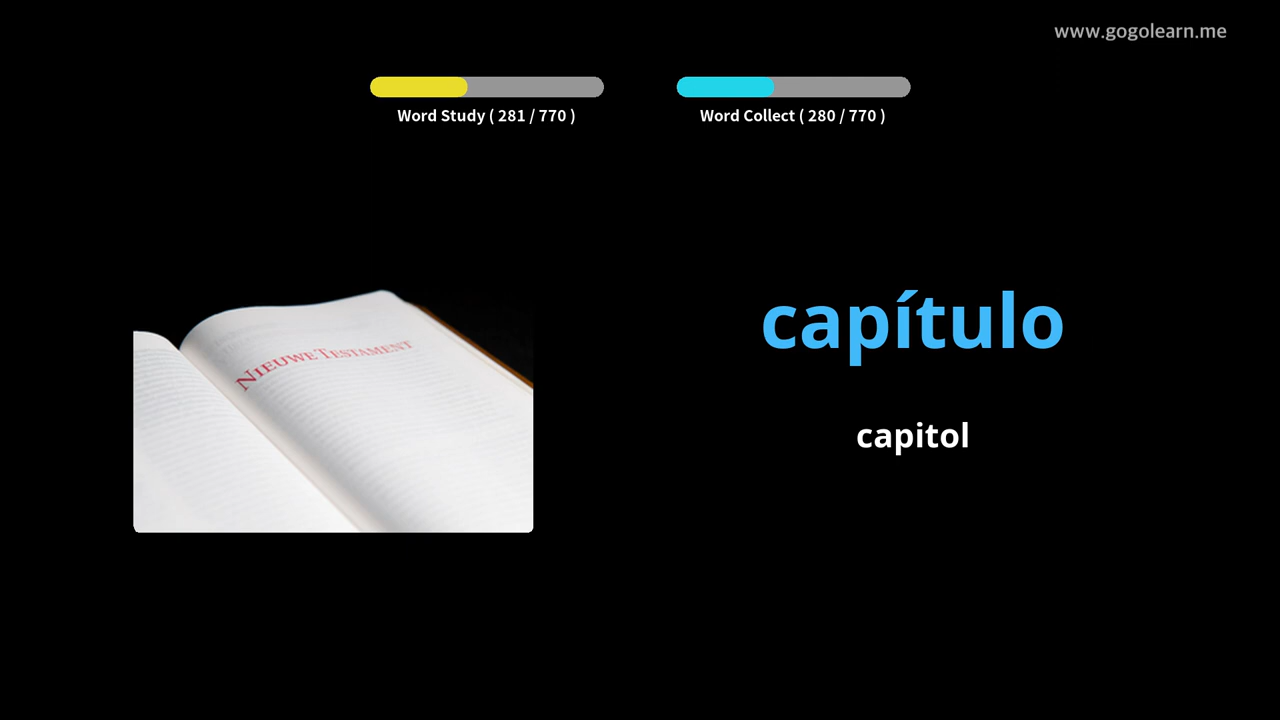 www.gogolearn.me
Word Study ( 281 / 770 )
Word Collect ( 280 / 770 )
NIEUWE TESTAMENT
capítulo
capitol